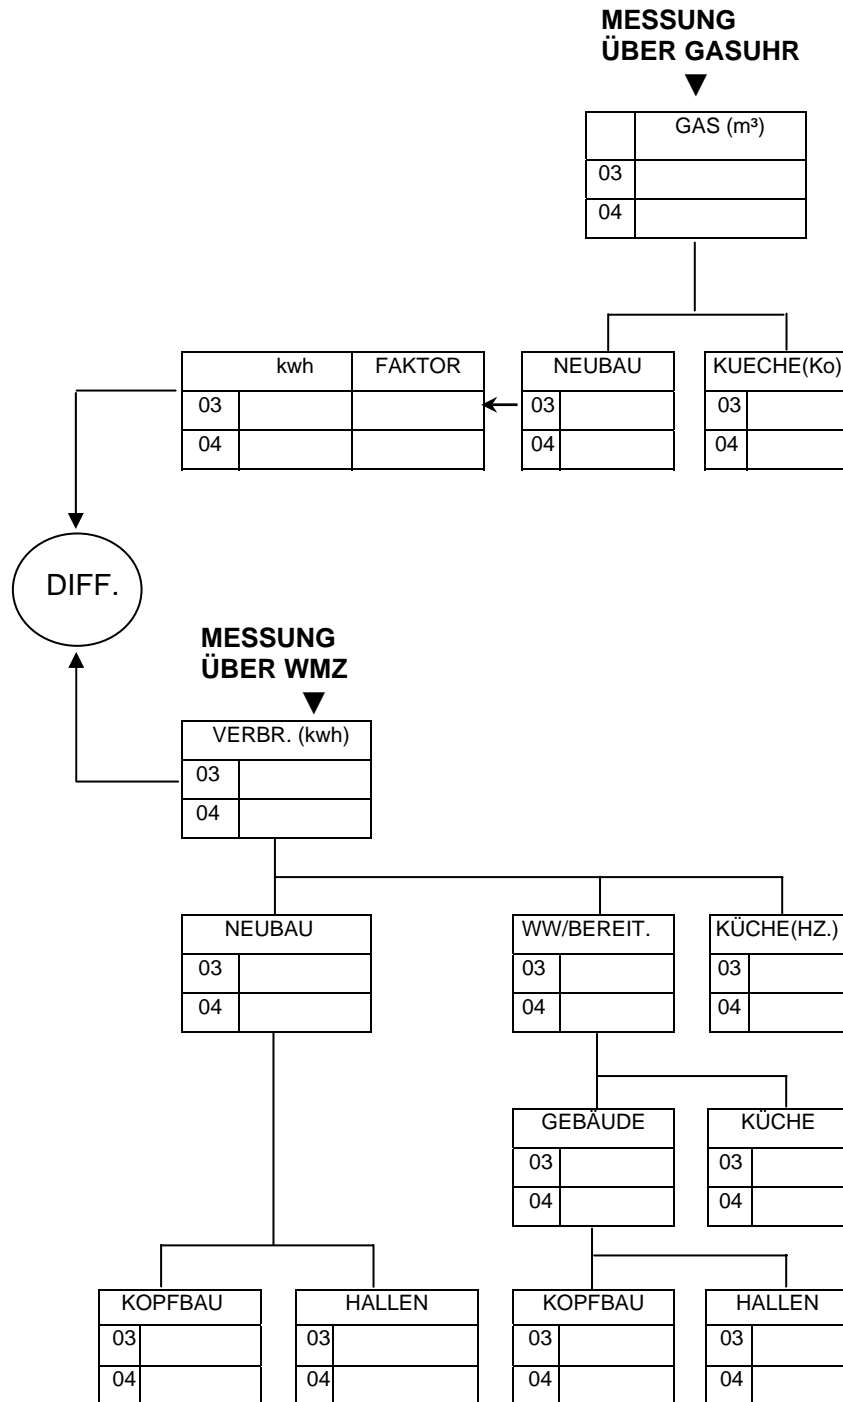 MESSUNG
ÜBER GASUHR
GAS (m³)
03
04
kwh FAKTOR
03
04
NEUBAU
03
04
KUECHE(Ko)
03
04
DIFF.
MESSUNG
ÜBER WMZ
VERBR. (kwh)
03
04
NEUBAU
03
04
WW/BEREIT.
03
04
KÜCHE(HZ.)
03
04
GEBÄUDE
03
04
KÜCHE
03
04
KOPFBAU
03
04
HALLEN
03
04
KOPFBAU
03
04
HALLEN
03
04